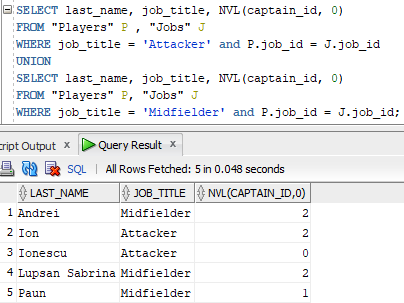 SELECT last_name, job_title, NVL(captain_id, 0)
FROM "Players" P , "Jobs" J
WHERE job_title = 'Attacker' and P.job_id = J.job_id
UNION
SELECT last_name, job_title, NVL(captain_id, 0)
FROM "Players" P, "Jobs" J
WHERE job_title = 'Midfielder' and P.job_id = J.job_id;
cript Output x Query Result x
SQL | All Rows Fetched: 5 in 0.048 seconds
LAST_NAME JOB_TITLE NVL(CAPTAIN_ID,0)
1 Andrei Midfielder 2
2 Ion Attacker 2
3 Ionescu Attacker 0
4 Lupsan Sabrina Midfielder 2
5 Paun Midfielder 1